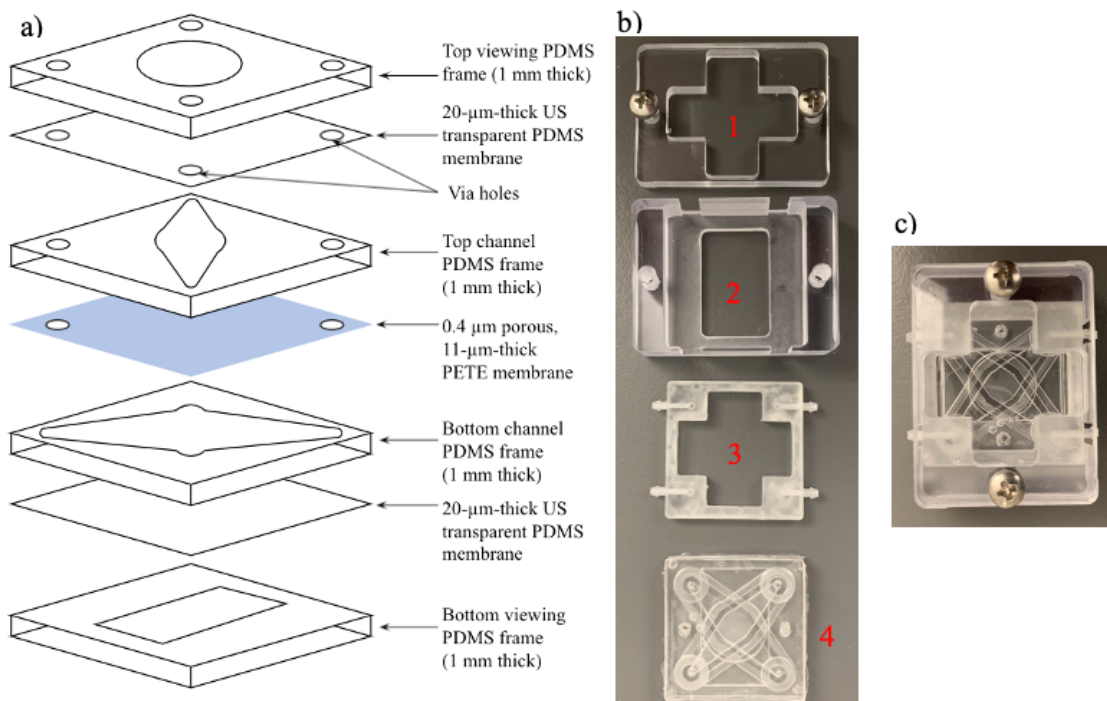 a)
Top viewing PDMS
frame (1 mm thick)
20-µm-thick US
transparent PDMS
membrane
Via holes
Top channel
PDMS frame
(1 mm thick)
0.4 µm porous,
11-µm-thick
PETE membrane
Bottom channel
PDMS frame
(1 mm thick)
20-µm-thick US
transparent PDMS
membrane
Bottom viewing
PDMS frame
(1 mm thick)
b)
1
2
3
4
c)